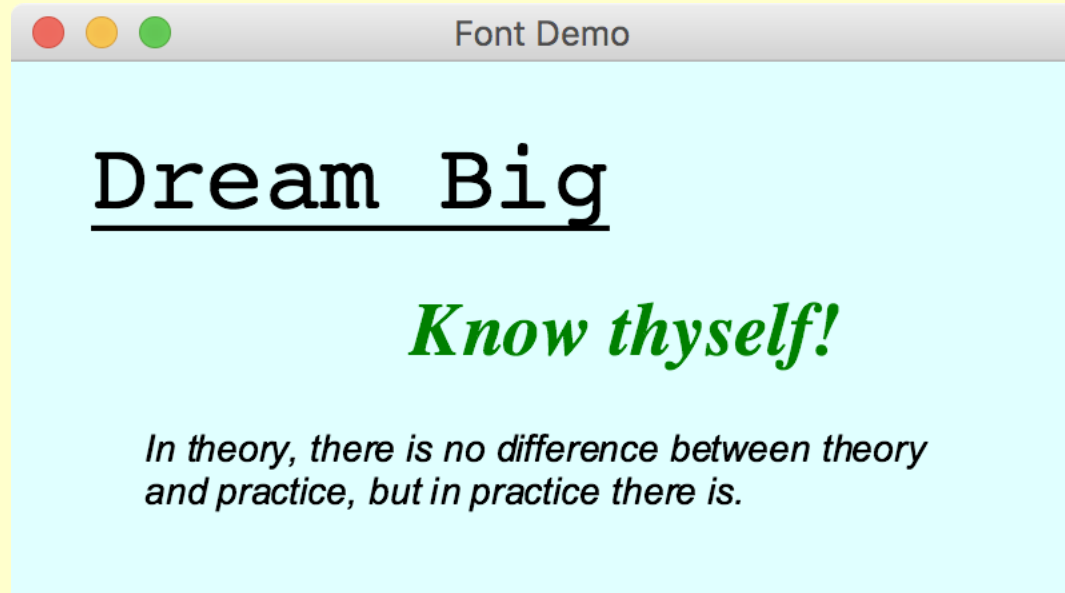 Font Demo
Dream Big
Know thyself!
In theory, there is no difference between theory
and practice, but in practice there is.